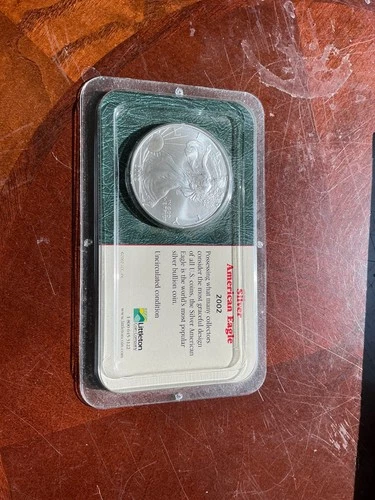 Silver
American Eagle
2002
Possessing what many collectors
consider the most graceful design
of all U.S. coins, the Silver American
Eagle is the world's most popular
silver bullion coin.
Uncirculated condition
Littleton